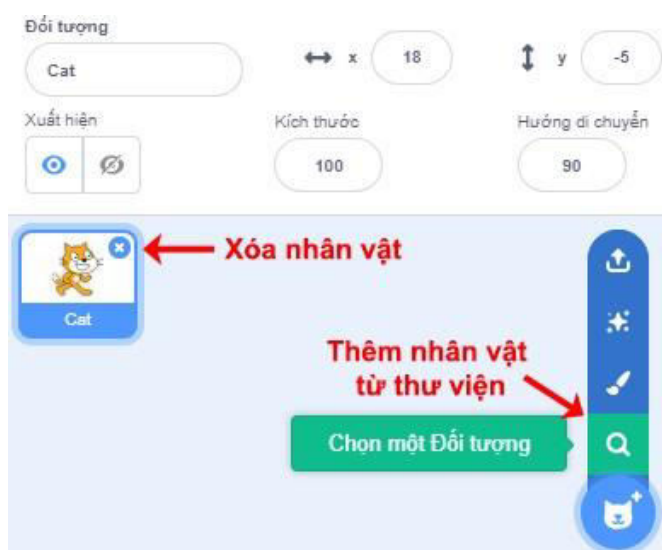 Đối tượng
Cat
x 18
y -5
Xuất hiện
Kích thước
Hướng di chuyển
100
90
Xóa nhân vật
Cat
Thêm nhân vật
từ thư viện
Chọn một Đối tượng